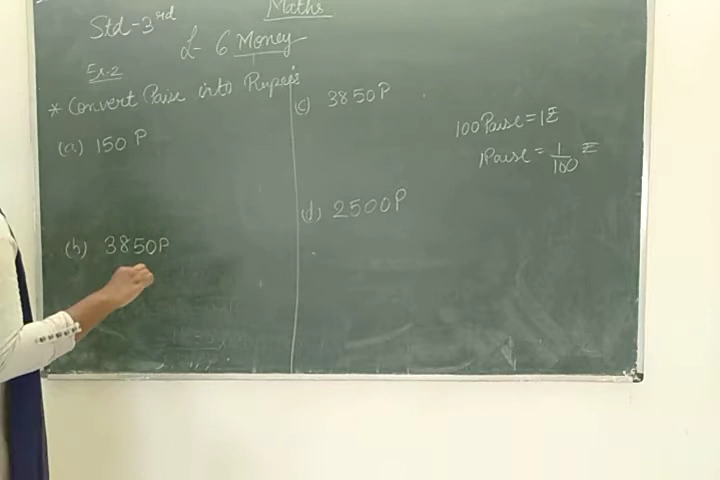 Maths
Std-3rd
L-6 Money
Ex-2
* Convert Paise into Rupees
(a) 150 P
(b) 3850P
(c) 3850P
(d) 2500P
100 Paise = 1₹
1Paise = 1/100 ₹